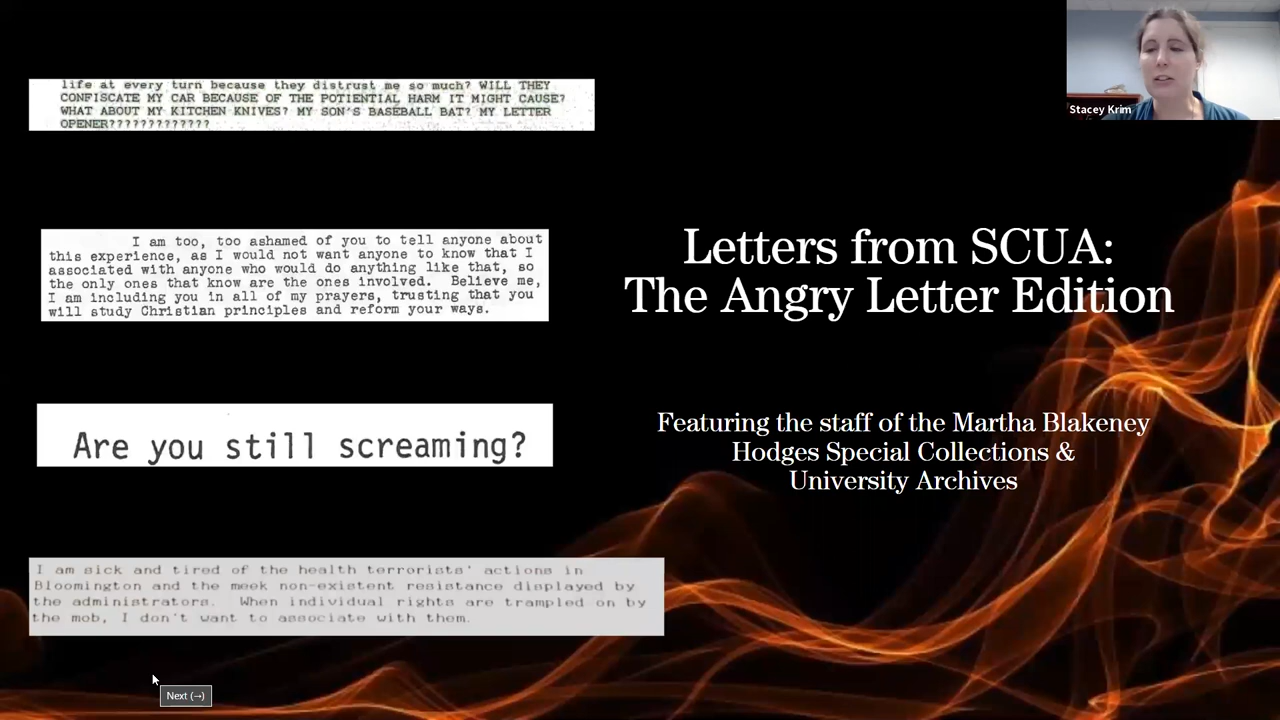 life at every turn because they distrust me so much? WILL THEY
CONFISCATE MY CAR BECAUSE OF THE POTIENTIAL HARM IT MIGHT CAUSE?
WHAT ABOUT MY KITCHEN KNIVES? MY SON'S BASEBALL BAT? MY LETTER
OPENER?????????????
I am too, too ashamed of you to tell anyone about
this experience, as I would not want anyone to know that I
associated with anyone who would do anything like that, so
the only ones that know are the ones involved. Believe me,
I am including you in all of my prayers, trusting that you
will study Christian principles and reform your ways.
Are you still screaming?
I am sick and tired of the health terrorists' actions in
Bloomington and the meek non-existent resistance displayed by
the administrators. When individual rights are trampled on by
the mob, I don't want to associate with them.
Next (→)
Stacey Krim
Letters from SCUA:
The Angry Letter Edition
Featuring the staff of the Martha Blakeney
Hodges Special Collections &
University Archives